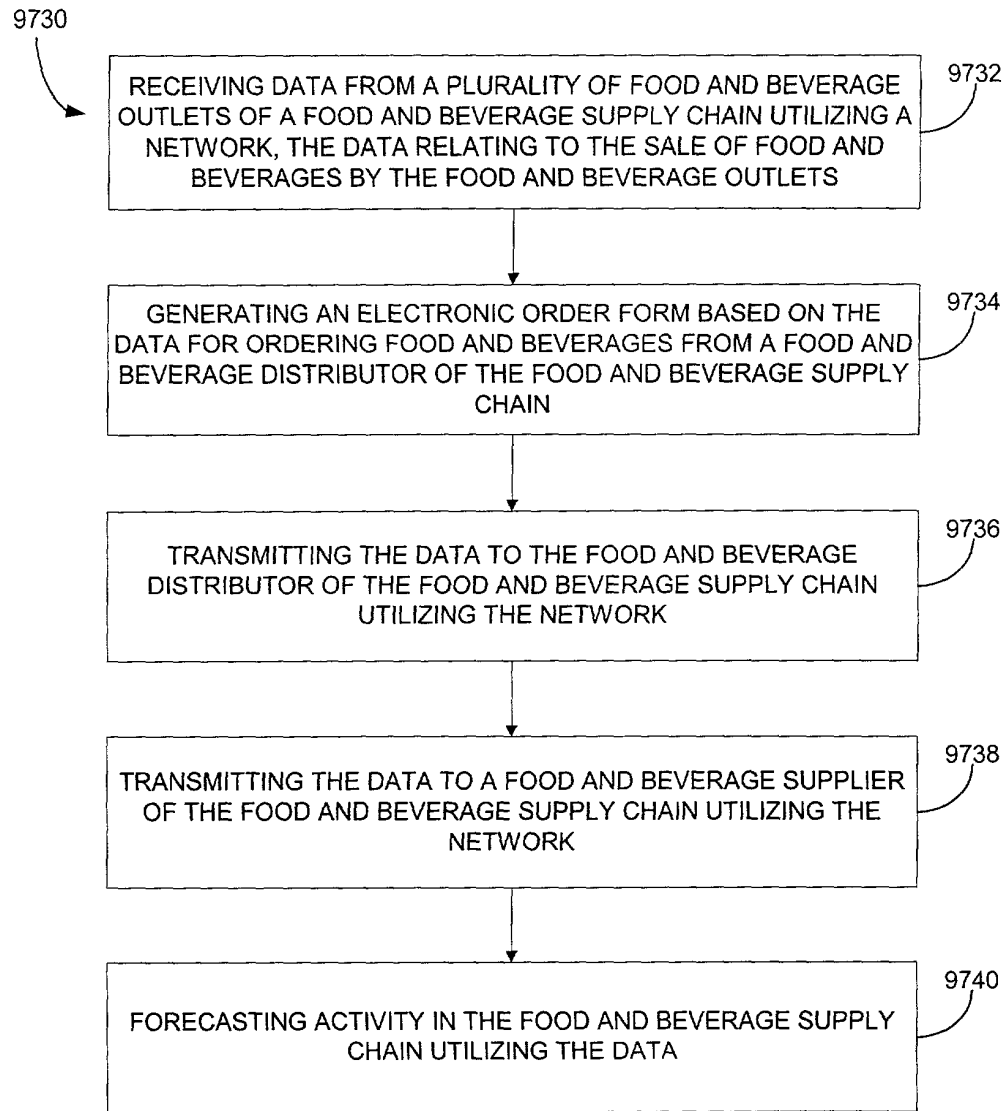 9730
9732
RECEIVING DATA FROM A PLURALITY OF FOOD AND BEVERAGE
OUTLETS OF A FOOD AND BEVERAGE SUPPLY CHAIN UTILIZING A
NETWORK, THE DATA RELATING TO THE SALE OF FOOD AND
BEVERAGES BY THE FOOD AND BEVERAGE OUTLETS
9734
GENERATING AN ELECTRONIC ORDER FORM BASED ON THE
DATA FOR ORDERING FOOD AND BEVERAGES FROM A FOOD AND
BEVERAGE DISTRIBUTOR OF THE FOOD AND BEVERAGE SUPPLY
CHAIN
9736
TRANSMITTING THE DATA TO THE FOOD AND BEVERAGE
DISTRIBUTOR OF THE FOOD AND BEVERAGE SUPPLY CHAIN
UTILIZING THE NETWORK
9738
TRANSMITTING THE DATA TO A FOOD AND BEVERAGE SUPPLIER
OF THE FOOD AND BEVERAGE SUPPLY CHAIN UTILIZING THE
NETWORK
9740
FORECASTING ACTIVITY IN THE FOOD AND BEVERAGE SUPPLY
CHAIN UTILIZING THE DATA